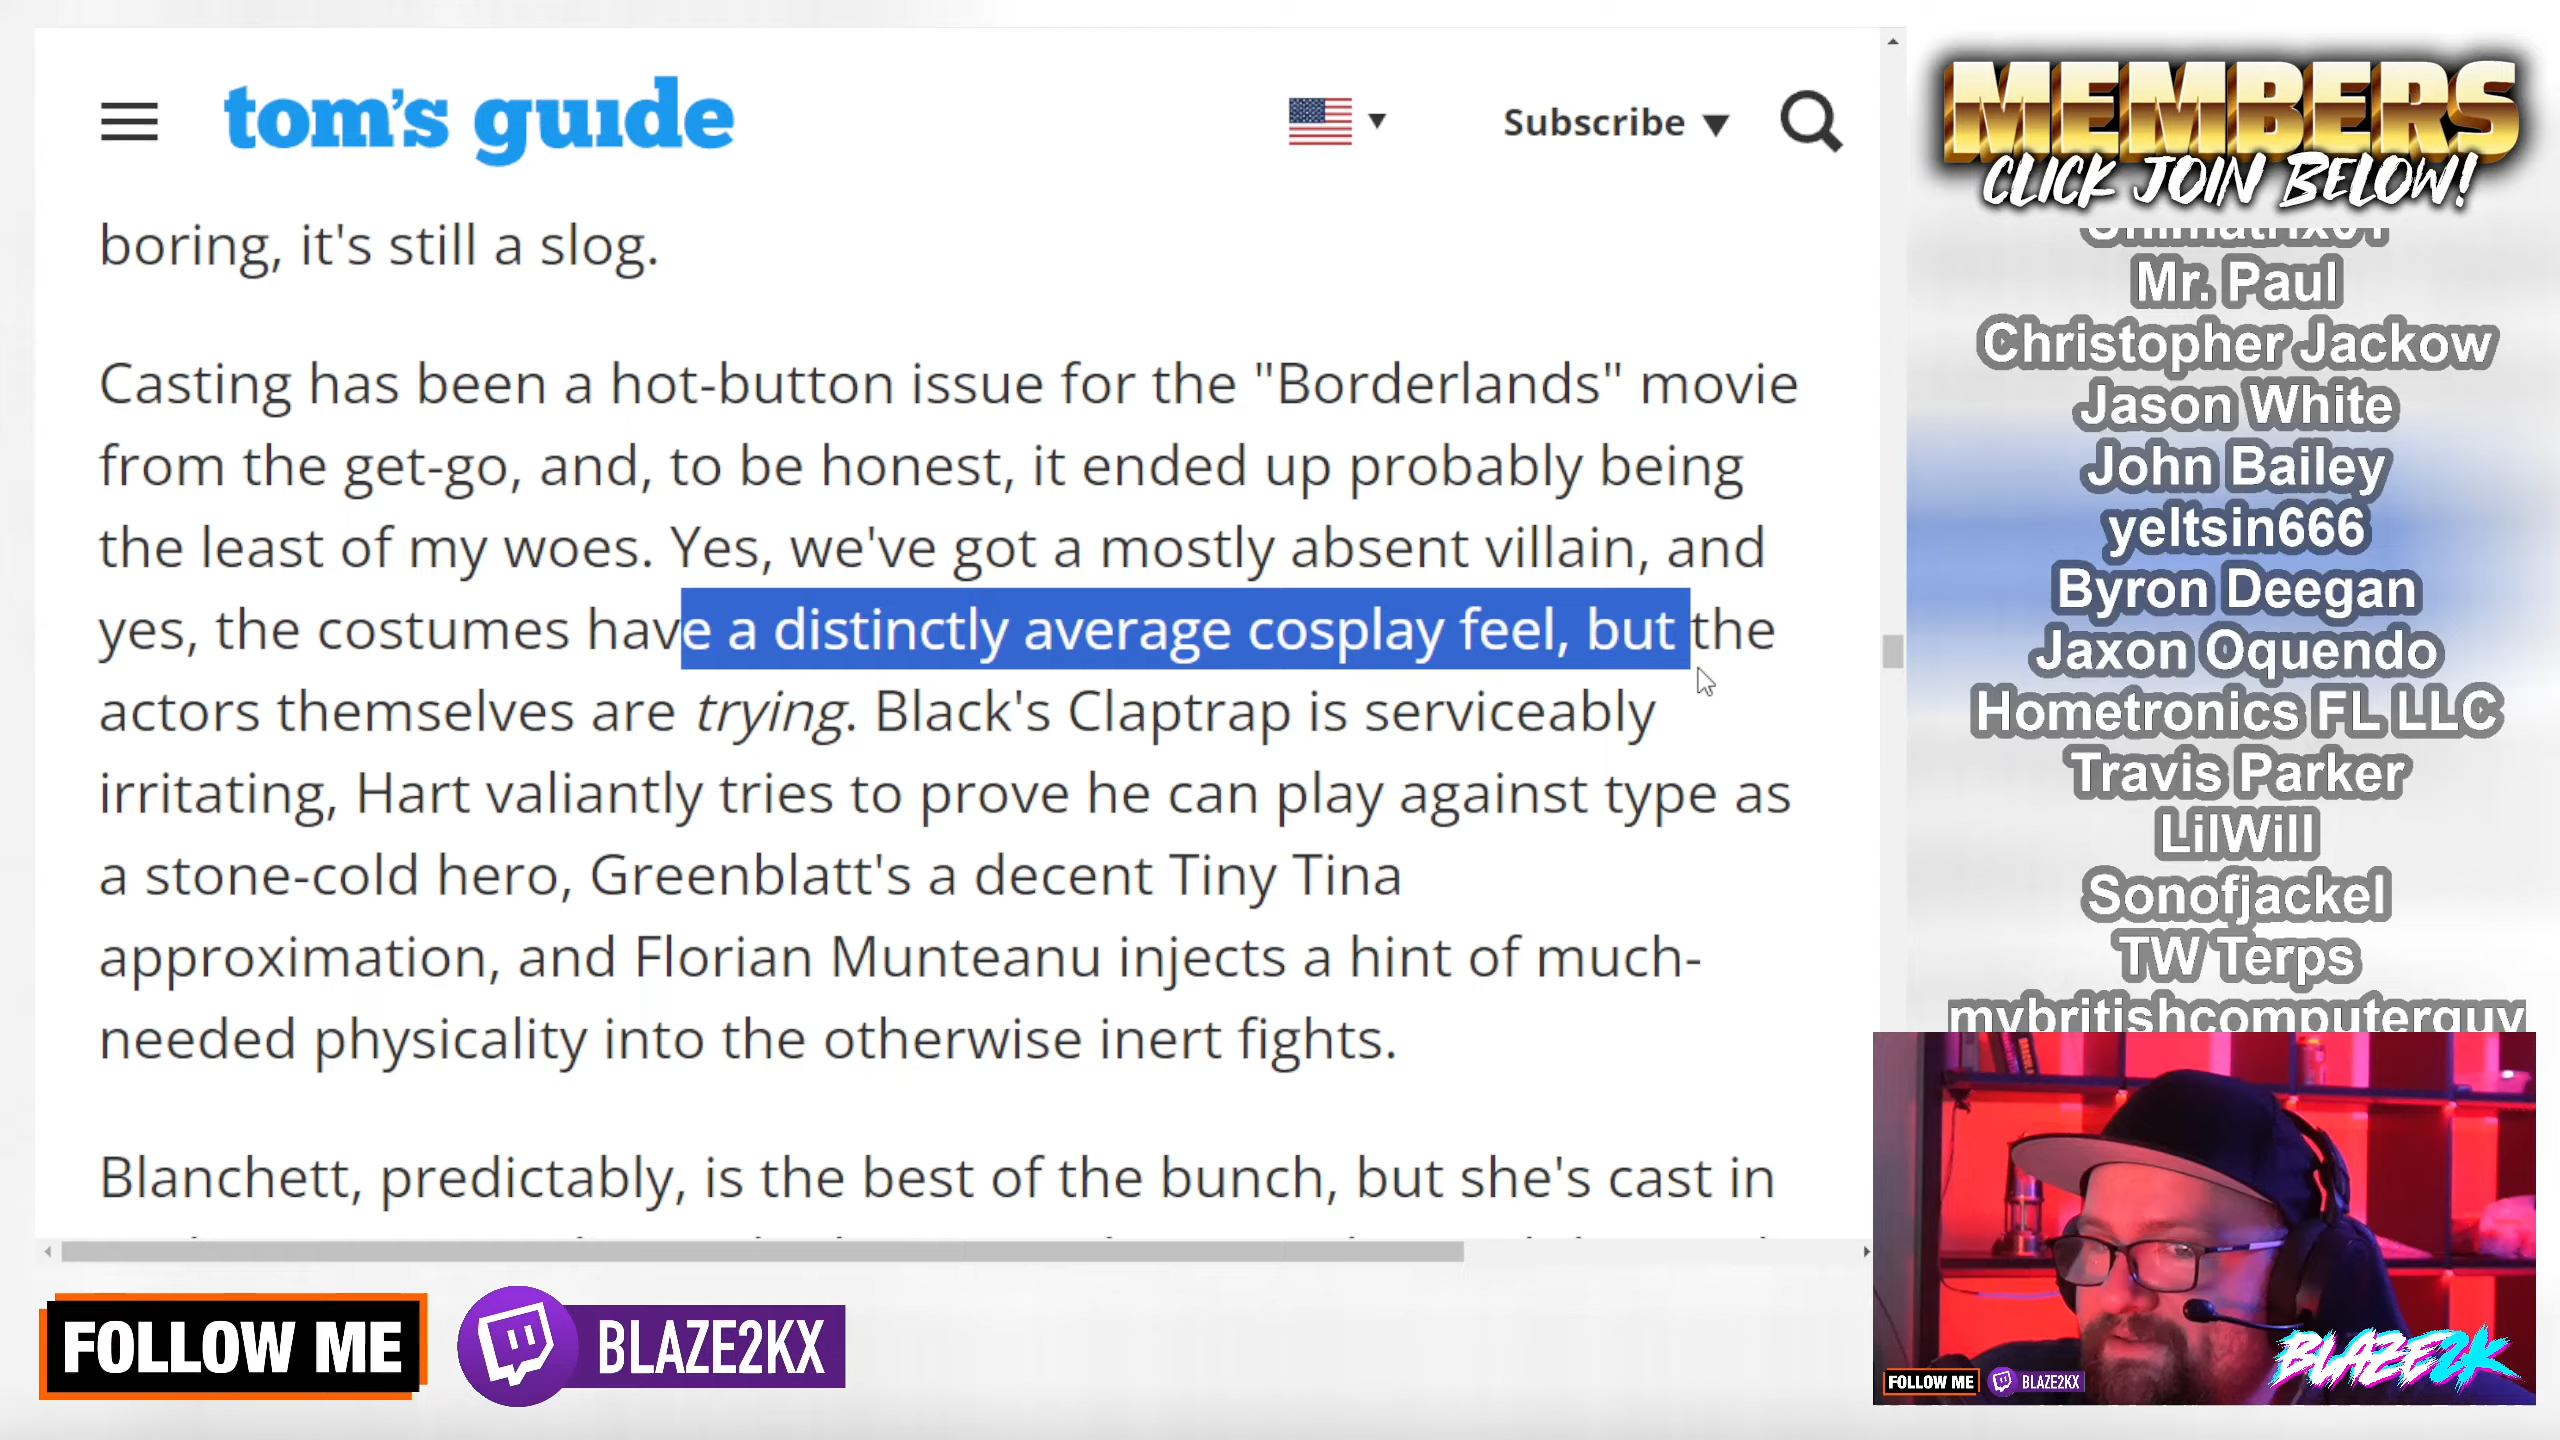 tom's guide
Subscribe
boring, it's still a slog.
Casting has been a hot-button issue for the "Borderlands" movie
from the get-go, and, to be honest, it ended up probably being
the least of my woes. Yes, we've got a mostly absent villain, and
yes, the costumes have a distinctly average cosplay feel, but the
actors themselves are trying. Black's Claptrap is serviceably
irritating, Hart valiantly tries to prove he can play against type as
a stone-cold hero, Greenblatt's a decent Tiny Tina
approximation, and Florian Munteanu injects a hint of much-
needed physicality into the otherwise inert fights.
Blanchett, predictably, is the best of the bunch, but she's cast in
MEMBERS
CLICK JOIN BELOW!
Mr. Paul
Christopher Jackow
Jason White
John Bailey
yeltsin666
Byron Deegan
Jaxon Oquendo
Hometronics FL LLC
Travis Parker
LilWill
Sonofjackel
TW Terps
mybritishcomputerguy
FOLLOW ME
BLAZE2KX
FOLLOW ME
BLAZE2KX
BLAZE2K